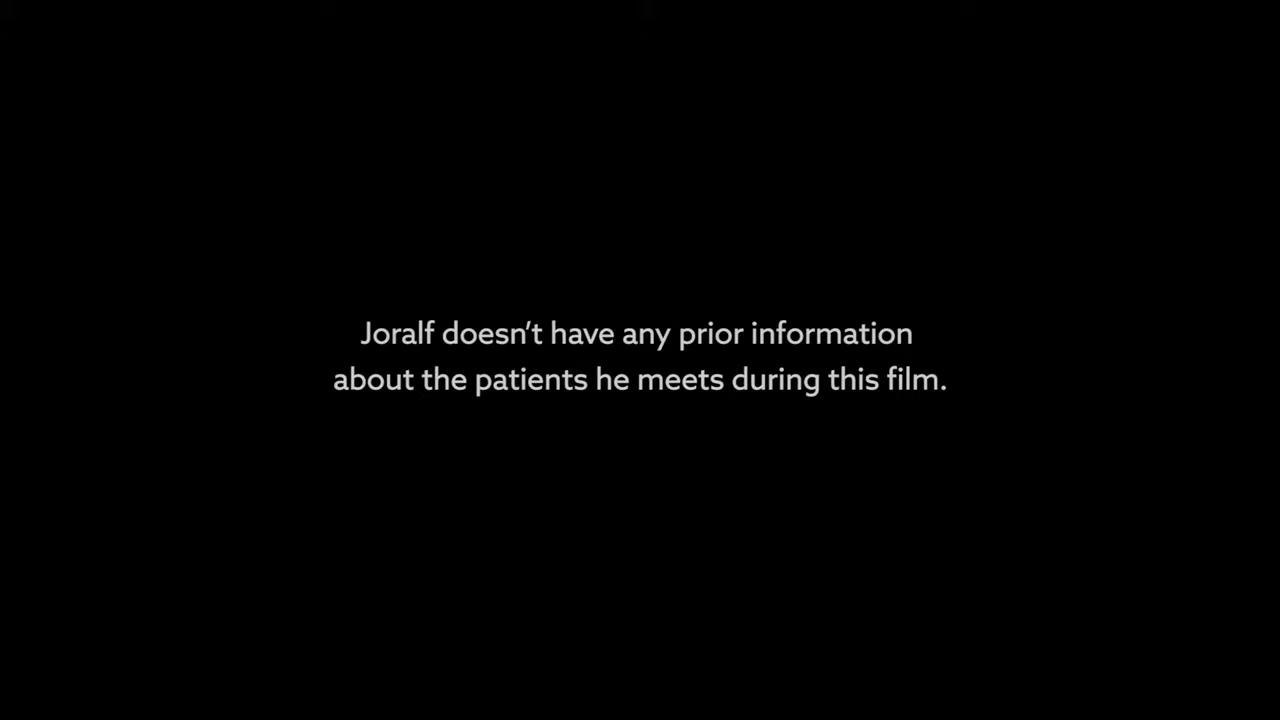 Joralf doesn’t have any prior information
about the patients he meets during this film.